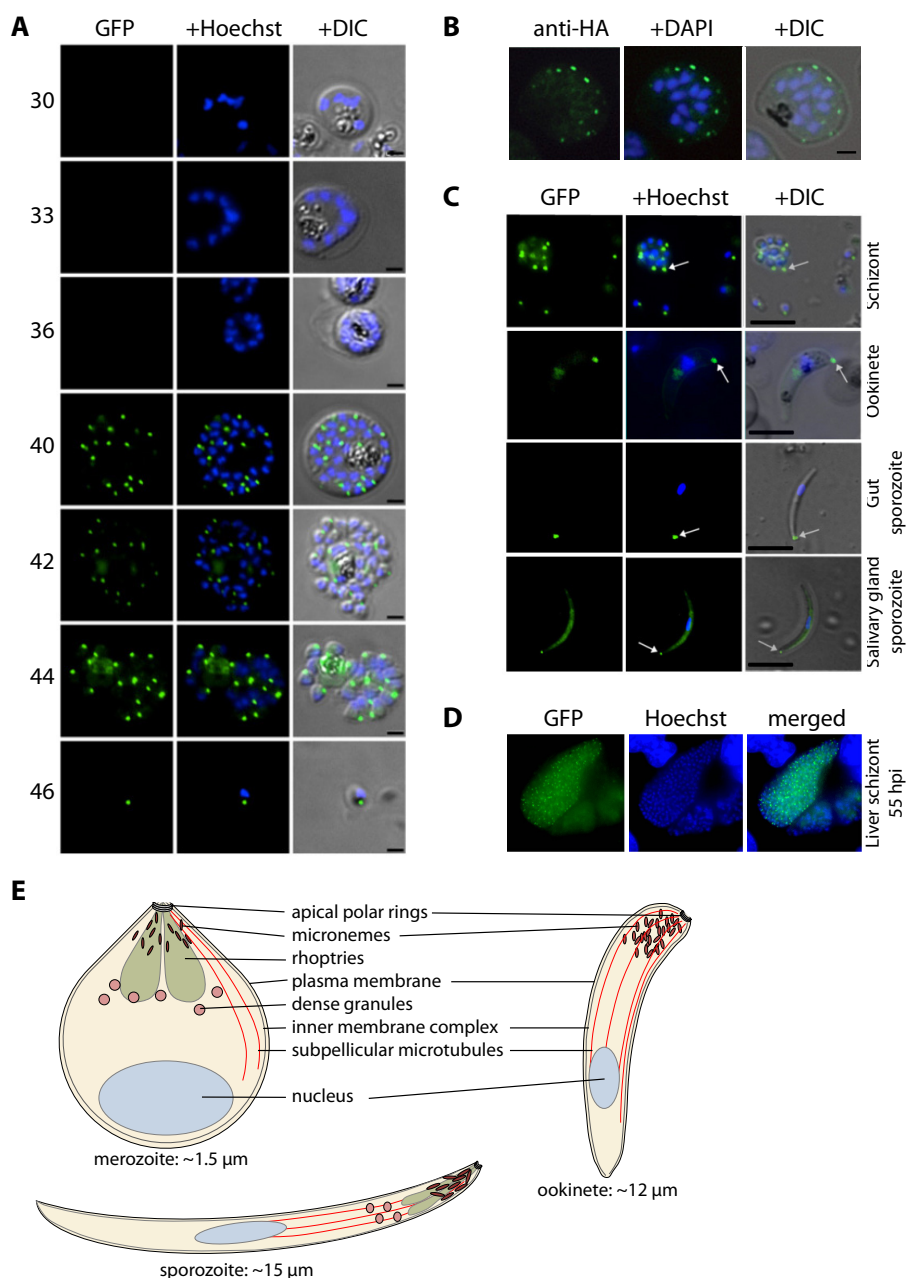 A
GFP +Hoechst +DIC
30
33
36
40
42
44
46
B
anti-HA +DAPI +DIC
C
GFP +Hoechst +DIC
Schizont
Ookinete
Gut
sporozoite
Salivary gland
sporozoite
D
GFP Hoechst merged
Liver schizont
55 hpi
E
apical polar rings
micronemes
rhoptries
plasma membrane
dense granules
inner membrane complex
subpellicular microtubules
nucleus
merozoite: ~1.5 μm
ookinete: ~12 μm
sporozoite: ~15 μm